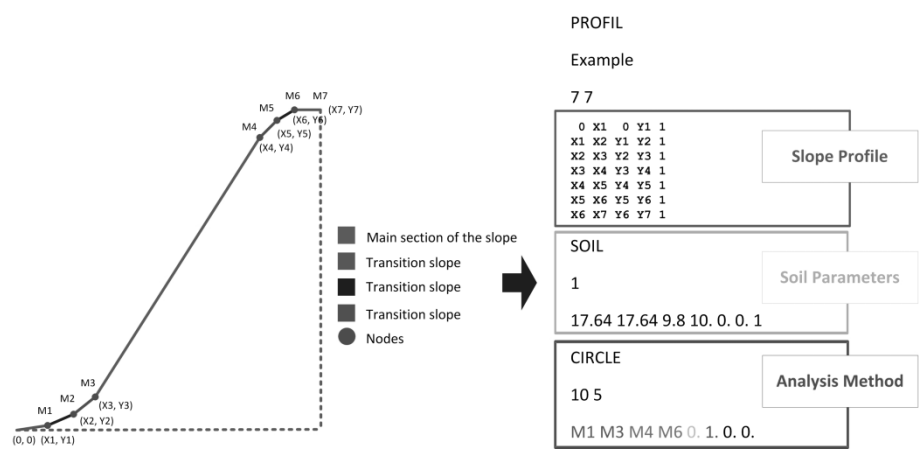 M7
M6
(X7, Y7)
M5
(X6, Y6)
(X5, Y5)
M4
(X4, Y4)
M3
(X3, Y3)
M2
(X2, Y2)
M1
(0, 0) (X1, Y1)
Main section of the slope
Transition slope
Transition slope
Transition slope
Nodes
PROFIL
Example
7 7
0 X1 0 Y1 1
X1 X2 Y1 Y2 1
X2 X3 Y2 Y3 1
X3 X4 Y3 Y4 1
X4 X5 Y4 Y5 1
X5 X6 Y5 Y6 1
X6 X7 Y6 Y7 1
Slope Profile
SOIL
1
17.64 17.64 9.8 10. 0. 0. 1
Soil Parameters
CIRCLE
10 5
M1 M3 M4 M6 0. 1. 0. 0.
Analysis Method